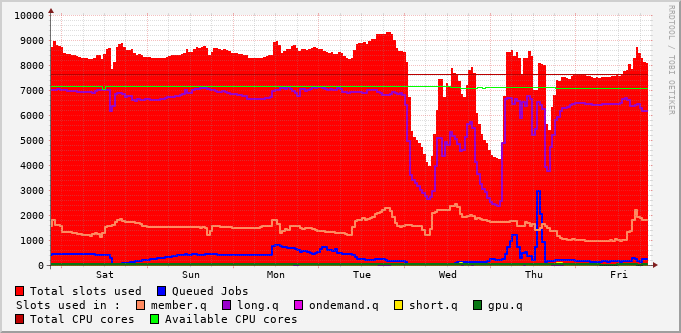 10000
9000
8000
7000
6000
5000
4000
3000
2000
1000
0
Sat Sun Mon Tue Wed Thu Fri
RRDTOOL / TOBI OETIKER
Total slots used Queued Jobs
Slots used in : member.q long.q ondemand.q short.q gpu.q
Total CPU cores Available CPU cores